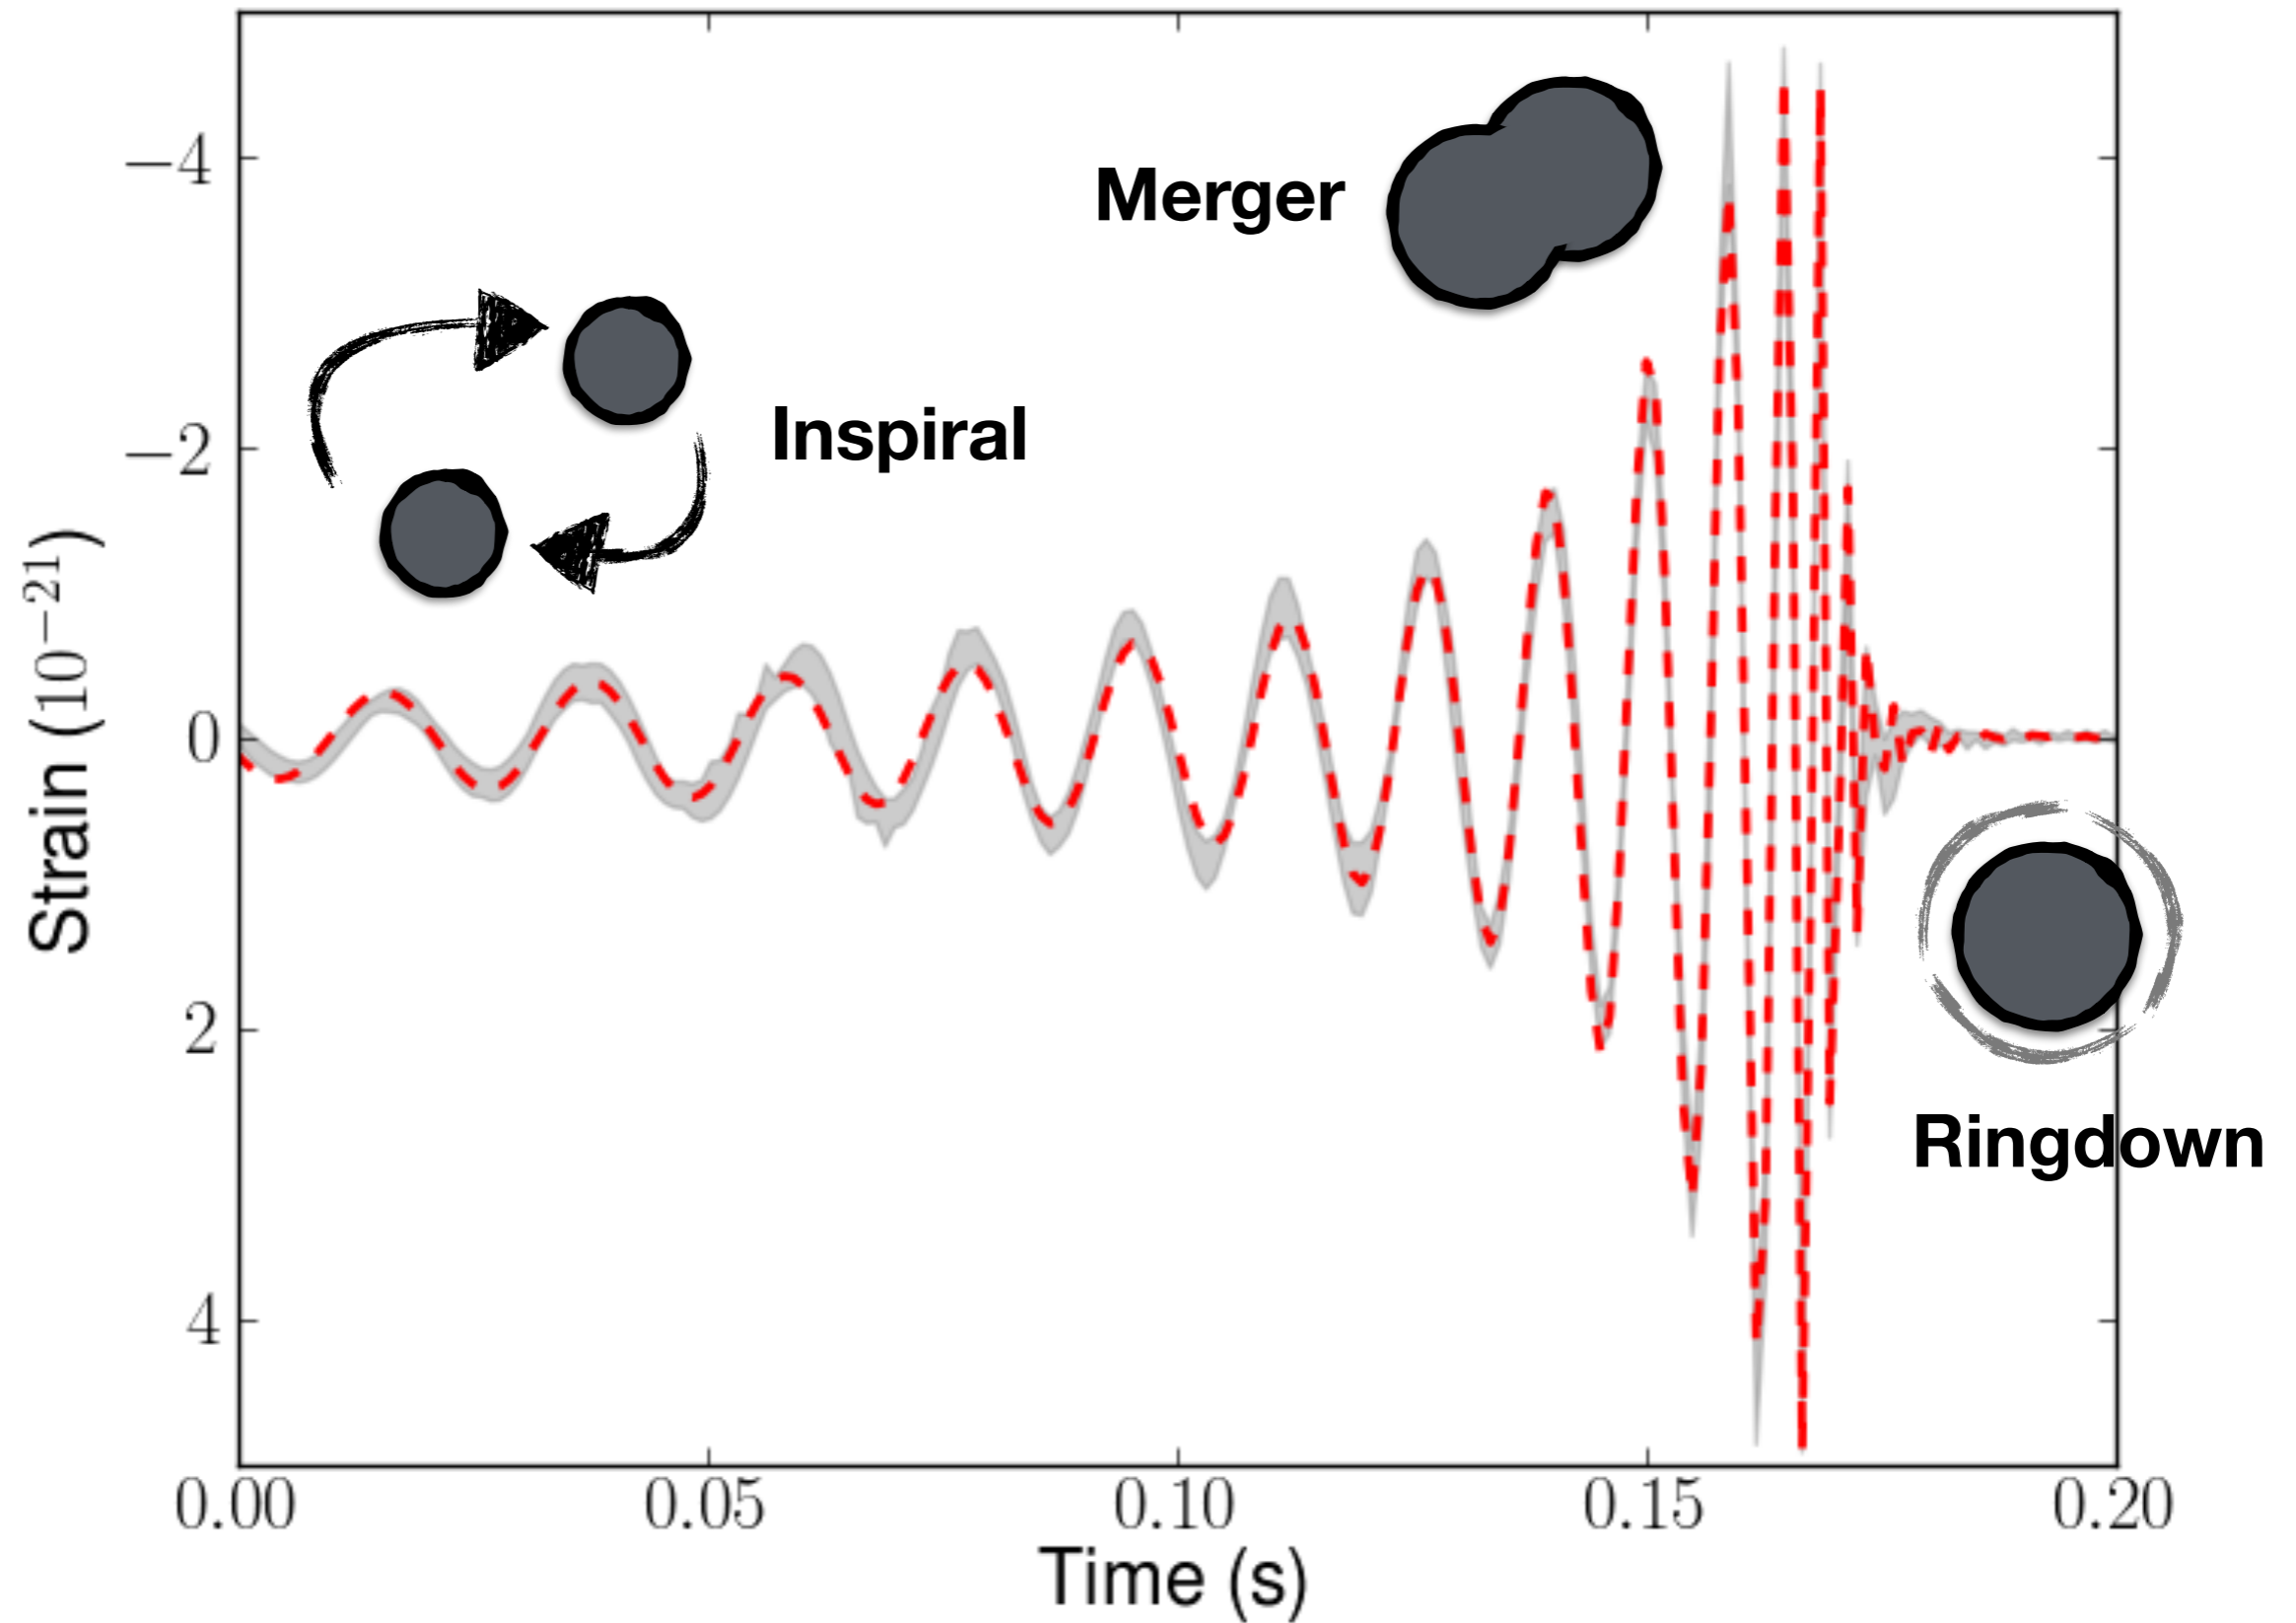 −4
Merger
−2
Inspiral
0
2
Ringdown
4
Strain (10−21)
0.00 0.05 0.10 0.15 0.20
Time (s)